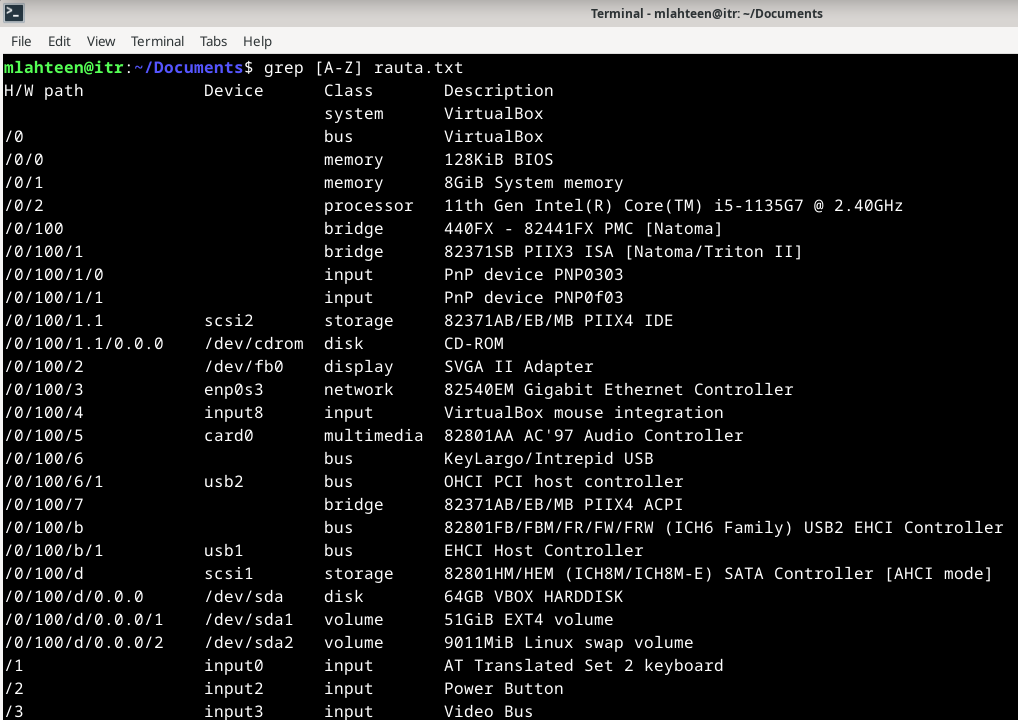 Terminal - mlahteen@itr: ~/Documents
File Edit View Terminal Tabs Help
mlahteen@itr:~/Documents$ grep [A-Z] rauta.txt
H/W path            Device      Class       Description
                                system      VirtualBox
/0                              bus         VirtualBox
/0/0                            memory      128KiB BIOS
/0/1                            memory      8GiB System memory
/0/2                            processor   11th Gen Intel(R) Core(TM) i5-1135G7 @ 2.40GHz
/0/100                          bridge      440FX - 82441FX PMC [Natoma]
/0/100/1                        bridge      82371SB PIIX3 ISA [Natoma/Triton II]
/0/100/1/0                      input       PnP device PNP0303
/0/100/1/1                      input       PnP device PNP0f03
/0/100/1.1          scsi2       storage     82371AB/EB/MB PIIX4 IDE
/0/100/1.1/0.0.0    /dev/cdrom  disk        CD-ROM
/0/100/2            /dev/fb0    display     SVGA II Adapter
/0/100/3            enp0s3      network     82540EM Gigabit Ethernet Controller
/0/100/4            input8      input       VirtualBox mouse integration
/0/100/5            card0       multimedia  82801AA AC'97 Audio Controller
/0/100/6                        bus         KeyLargo/Intrepid USB
/0/100/6/1          usb2        bus         OHCI PCI host controller
/0/100/7                        bridge      82371AB/EB/MB PIIX4 ACPI
/0/100/b                        bus         82801FB/FBM/FR/FW/FRW (ICH6 Family) USB2 EHCI Controller
/0/100/b/1          usb1        bus         EHCI Host Controller
/0/100/d            scsi1       storage     82801HM/HEM (ICH8M/ICH8M-E) SATA Controller [AHCI mode]
/0/100/d/0.0.0      /dev/sda    disk        64GB VBOX HARDDISK
/0/100/d/0.0.0/1    /dev/sda1   volume      51GiB EXT4 volume
/0/100/d/0.0.0/2    /dev/sda2   volume      9011MiB Linux swap volume
/1                  input0      input       AT Translated Set 2 keyboard
/2                  input2      input       Power Button
/3                  input3      input       Video Bus